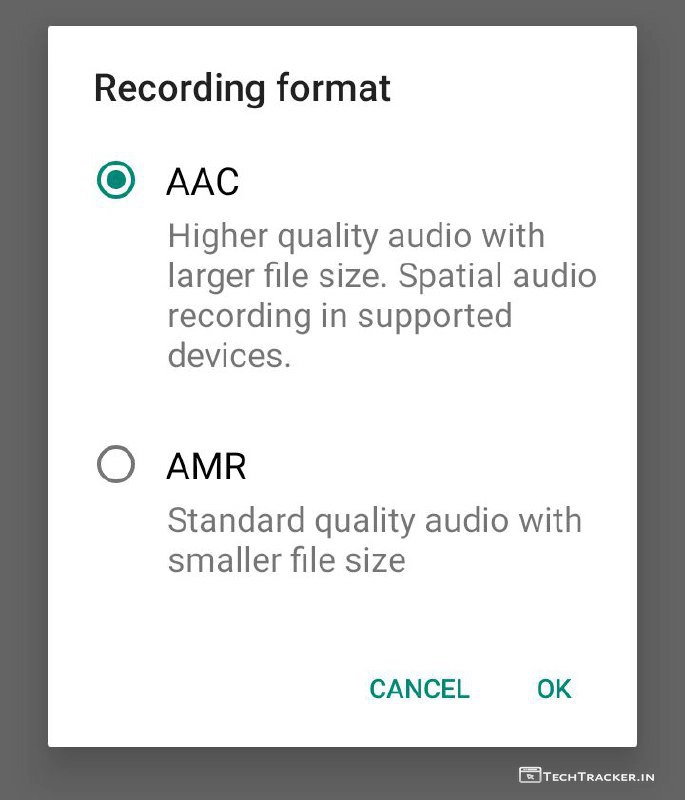 Recording format
AAC
Higher quality audio with
larger file size. Spatial audio
recording in supported
devices.
AMR
Standard quality audio with
smaller file size
CANCEL OK
TECHTRACKER.IN